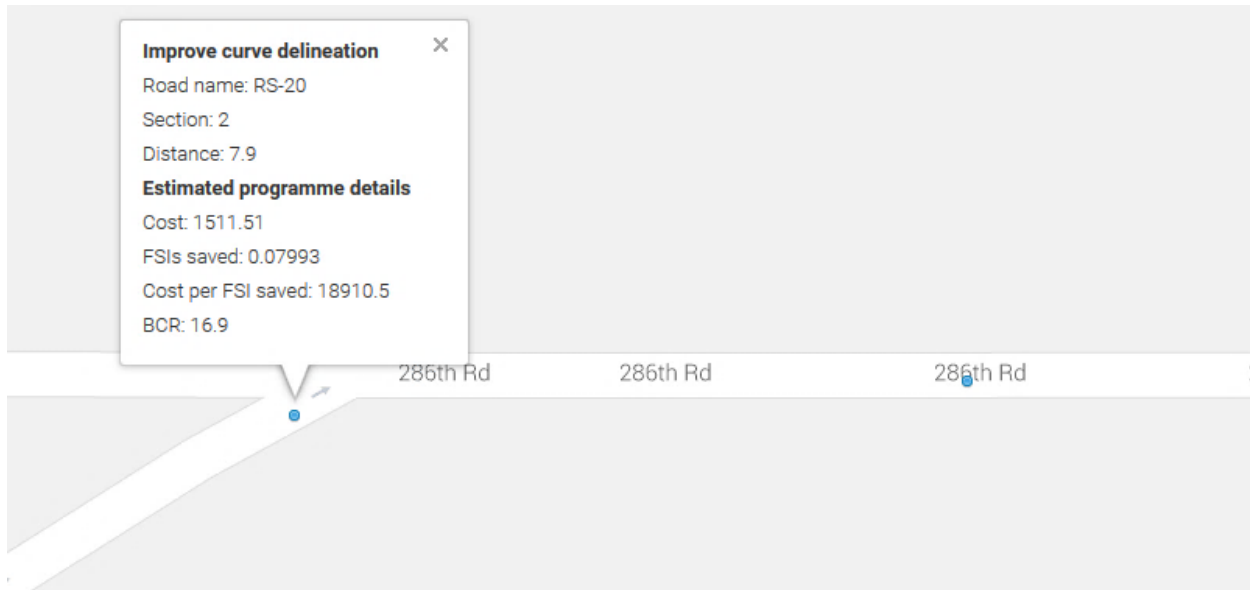 Improve curve delineation
Road name: RS-20
Section: 2
Distance: 7.9
Estimated programme details
Cost: 1511.51
FSIs saved: 0.07993
Cost per FSI saved: 18910.5
BCR: 16.9
286th Rd 286th Rd 286th Rd